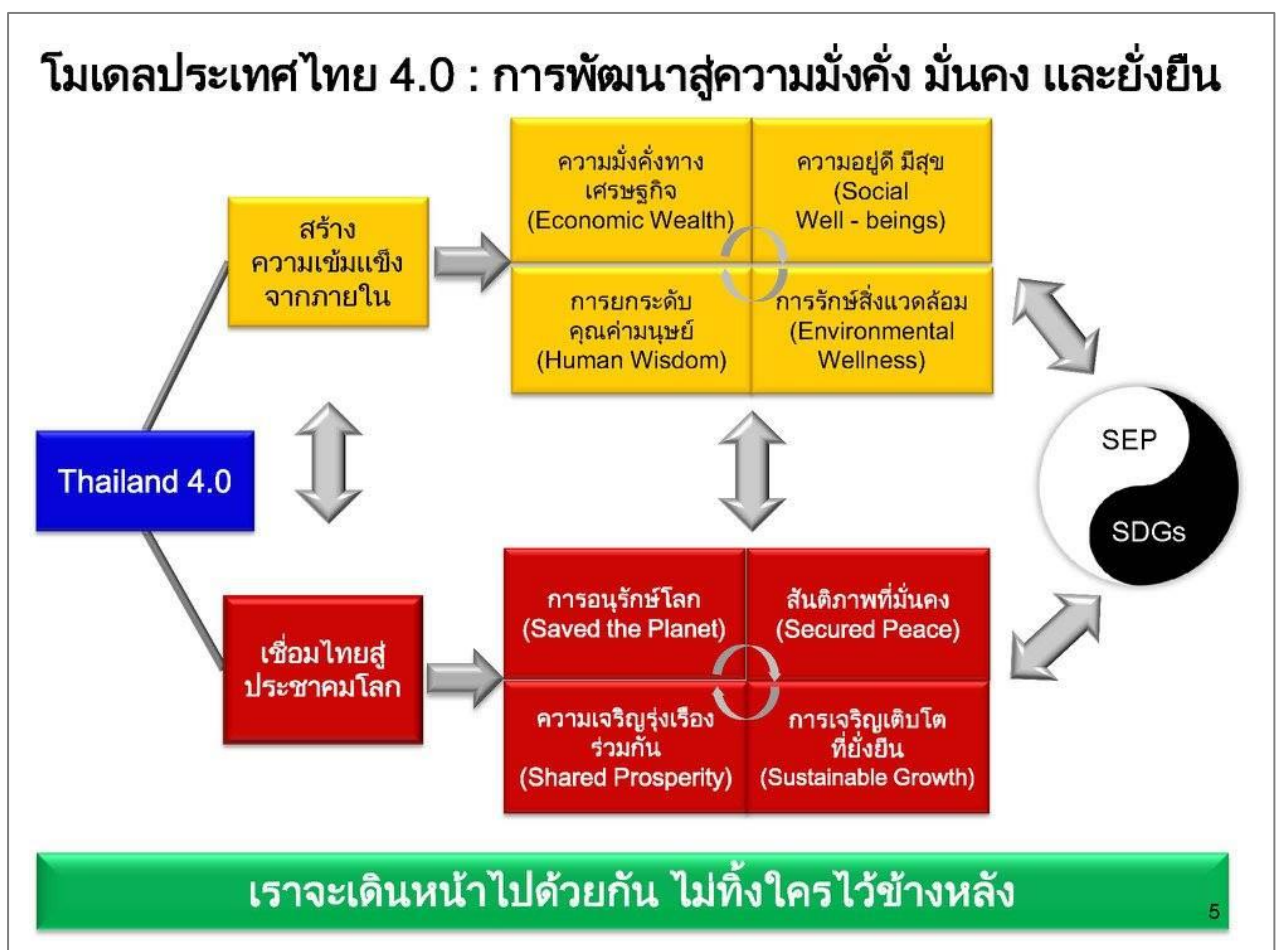 โมเดลประเทศไทย 4.0 : การพัฒนาสู่ความมั่งคั่ง มั่นคง และยั่งยืน
ความมั่งคั่งทาง
เศรษฐกิจ
(Economic Wealth)
ความอยู่ดี มีสุข
(Social
Well - beings)
สร้าง
ความเข้มแข็ง
จากภายใน
การยกระดับ
คุณค่ามนุษย์
(Human Wisdom)
การรักษ์สิ่งแวดล้อม
(Environmental
Wellness)
Thailand 4.0
SEP
SDGs
เชื่อมไทยสู่
ประชาคมโลก
การอนุรักษ์โลก
(Saved the Planet)
สันติภาพที่มั่นคง
(Secured Peace)
ความเจริญรุ่งเรือง
ร่วมกัน
(Shared Prosperity)
การเจริญเติบโต
ที่ยั่งยืน
(Sustainable Growth)
เราจะเดินหน้าไปด้วยกัน ไม่ทิ้งใครไว้ข้างหลัง
5